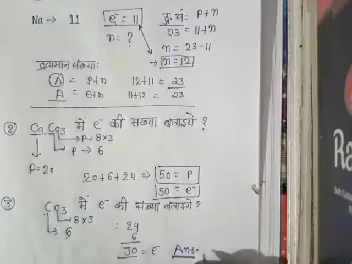 Na → 11 e⁻ = 11 द्र. सं = P + n
n = ? 23 = 11 + n
n = 23 - 11
n = 12
द्रव्यमान संख्या:
A = P + n 12 + 11 = 23
A = e + n 11 + 12 = 23
② Ca CO3 में e⁻ की संख्या बताइये ?
P → 8×3
P → 6
P = 20 20 + 6 + 24 ⇒ 50 = P
50 = e⁻
③ CO3 में e⁻ की संख्या बताइये ?
8×3 = 24
6 6
30 = e Ans.